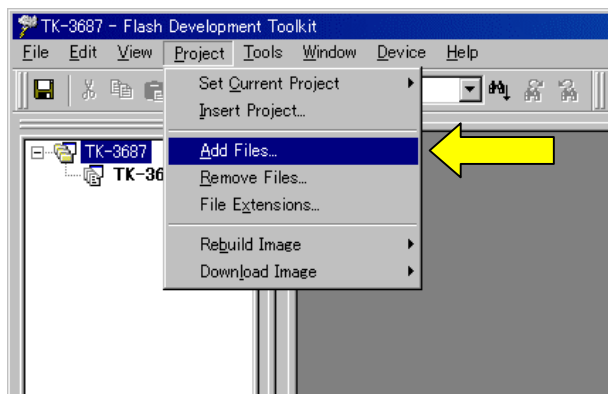 TK-3687 - Flash Development Toolkit
File Edit View Project Tools Window Device Help
Set Current Project
Insert Project...
Add Files...
Remove Files...
File Extensions...
Rebuild Image
Download Image
TK-3687
TK-36